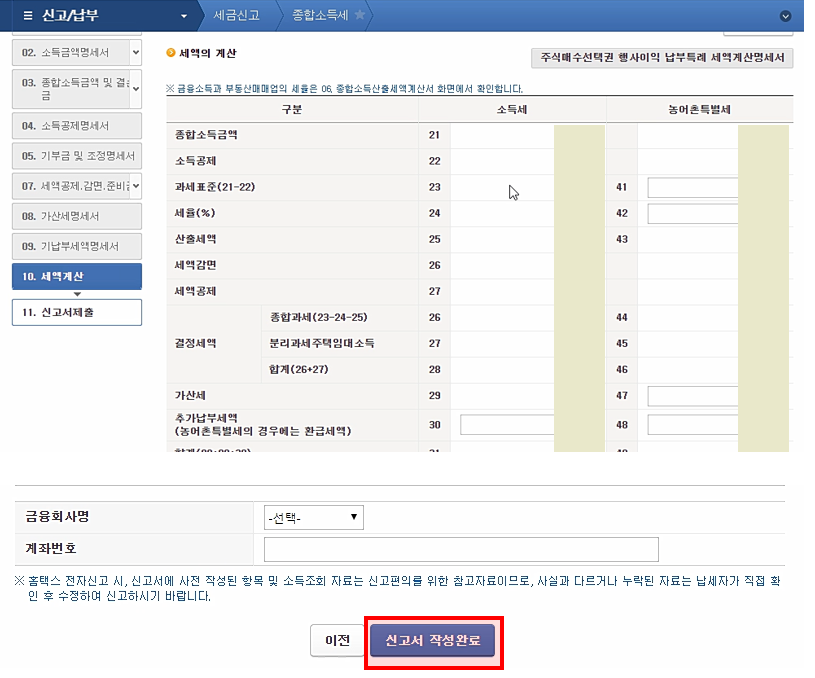 신고/납부
세금신고
종합소득세
02. 소득금액명세서
03. 종합소득금액 및 결
금
04. 소득공제명세서
05. 기부금 및 조정명세서
07. 세액공제.감면.준비
08. 가산세명세서
09. 기납부세액명세서
10. 세액계산
11. 신고서제출
세액의 계산
주식매수선택권 행사이익 납부특례 세액계산명세서
※ 금융소득과 부동산매매업의 세율은 06. 종합소득산출세액계산서 화면에서 확인합니다.
구분 소득세 농어촌특별세
종합소득금액 21
소득공제 22
과세표준(21-22) 23 41
세율(%) 24 42
산출세액 25 43
세액감면 26
세액공제 27
결정세액
종합과세(23-24-25) 26 44
분리과세주택임대소득 27 45
합계(26+27) 28 46
가산세 29 47
추가납부세액
(농어촌특별세의 경우에는 환급세액) 30 48
금융회사명 -선택-
계좌번호
※ 홈택스 전자신고 시, 신고서에 사전 작성된 항목 및 소득조회 자료는 신고편의를 위한 참고자료이므로, 사실과 다르거나 누락된 자료는 납세자가 직접 확
인 후 수정하여 신고하시기 바랍니다.
이전 신고서 작성완료